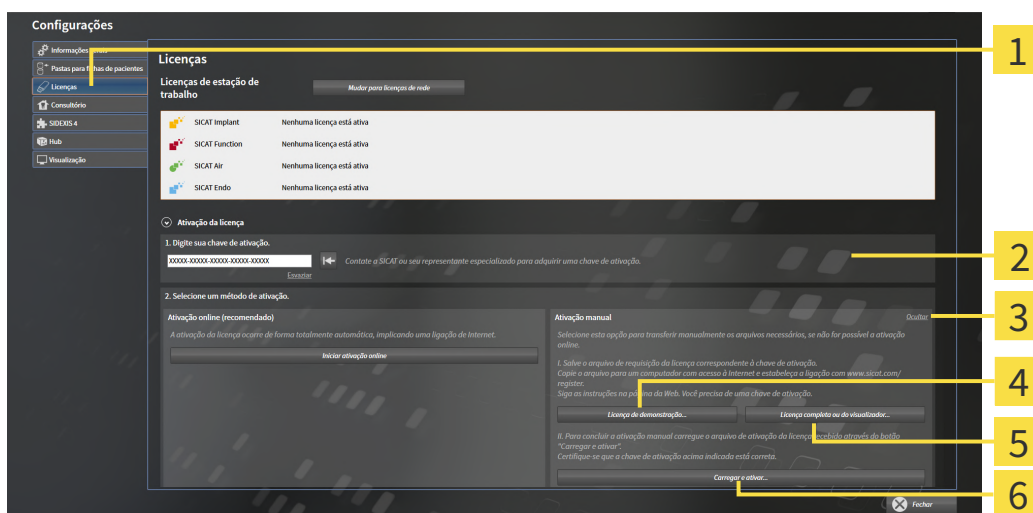 Configurações
Informações
Pastas para fichas de pacientes
Licenças
Consultório
SIDEXIS 4
Hub
Visualização
Licenças
Licenças de estação de
trabalho
Mudar para licenças de rede
SICAT Implant Nenhuma licença está ativa
SICAT Function Nenhuma licença está ativa
SICAT Air Nenhuma licença está ativa
SICAT Endo Nenhuma licença está ativa
Ativação da licença
1. Digite sua chave de ativação.
XXXXX-XXXXX-XXXXX-XXXXX-XXXXX
Contate a SICAT ou seu representante especializado para adquirir uma chave de ativação.
Esvaziar
2. Selecione um método de ativação.
Ativação online (recomendado)
A ativação da licença ocorre de forma totalmente automática, implicando uma ligação de Internet.
Iniciar ativação online
Ativação manual
Ocultar
Selecione esta opção para transferir manualmente os arquivos necessários, se não for possível a ativação
online.
I. Salve o arquivo de requisição da licença correspondente à chave de ativação.
Copie o arquivo para um computador com acesso à Internet e estabeleça a ligação com www.sicat.com/
register.
Siga as instruções na página da Web. Você precisa de uma chave de ativação.
Licença de demonstração...
Licença completa ou do visualizador...
II. Para concluir a ativação manual carregue o arquivo de ativação da licença recebido através do botão
"Carregar e ativar".
Certifique-se que a chave de ativação acima indicada está correta.
Carregar e ativar...
Fechar
1
2
3
4
5
6